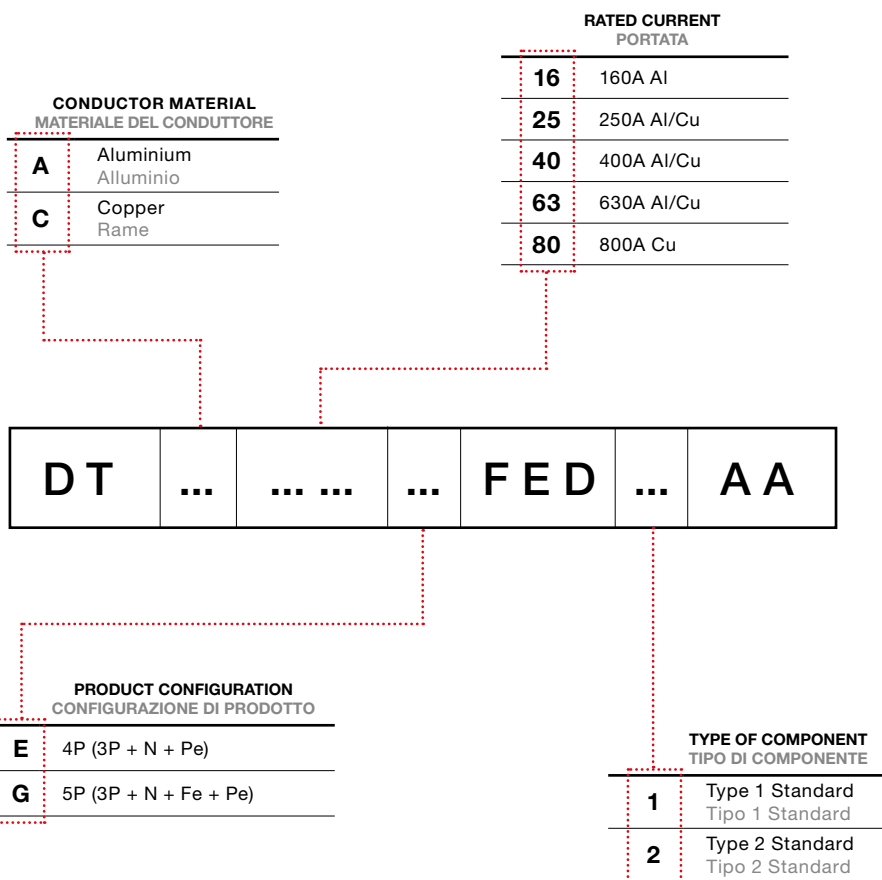 RATED CURRENT
PORTATA
16 160A Al
25 250A Al/Cu
40 400A Al/Cu
63 630A Al/Cu
80 800A Cu
CONDUCTOR MATERIAL
MATERIALE DEL CONDUTTORE
A Aluminium
Alluminio
C Copper
Rame
DT ... ... ... ... FED ... AA
PRODUCT CONFIGURATION
CONFIGURAZIONE DI PRODOTTO
E 4P (3P + N + Pe)
G 5P (3P + N + Fe + Pe)
TYPE OF COMPONENT
TIPO DI COMPONENTE
1 Type 1 Standard
Tipo 1 Standard
2 Type 2 Standard
Tipo 2 Standard